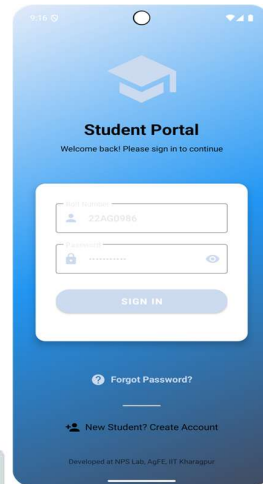 9:16
Student Portal
Welcome back! Please sign in to continue
Roll Number
22AG0986
Password
••••••••••
SIGN IN
Forgot Password?
New Student? Create Account
Developed at NPS Lab, AgFE, IIT Kharagpur